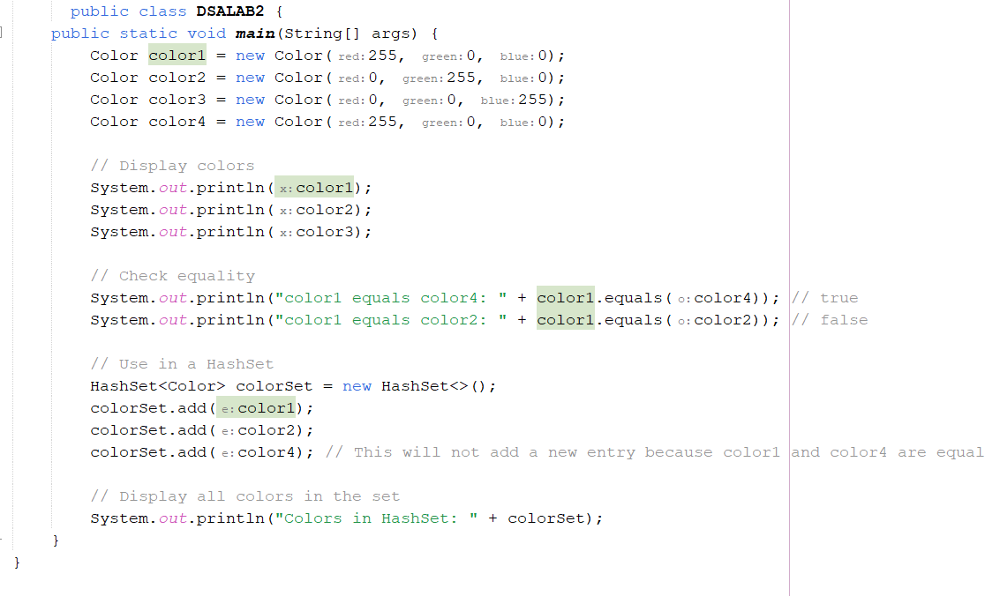 public class DSALAB2 {
public static void main(String[] args) {
Color color1 = new Color( red: 255, green: 0, blue: 0);
Color color2 = new Color( red: 0, green: 255, blue: 0);
Color color3 = new Color( red: 0, green: 0, blue: 255);
Color color4 = new Color( red: 255, green: 0, blue: 0);
// Display colors
System.out.println( x: color1);
System.out.println( x: color2);
System.out.println( x: color3);
// Check equality
System.out.println("color1 equals color4: " + color1.equals( o: color4)); // true
System.out.println("color1 equals color2: " + color1.equals( o: color2)); // false
// Use in a HashSet
HashSet<Color> colorSet = new HashSet<>();
colorSet.add( e: color1);
colorSet.add( e: color2);
colorSet.add( e: color4); // This will not add a new entry because color1 and color4 are equal
// Display all colors in the set
System.out.println("Colors in HashSet: " + colorSet);
}
}